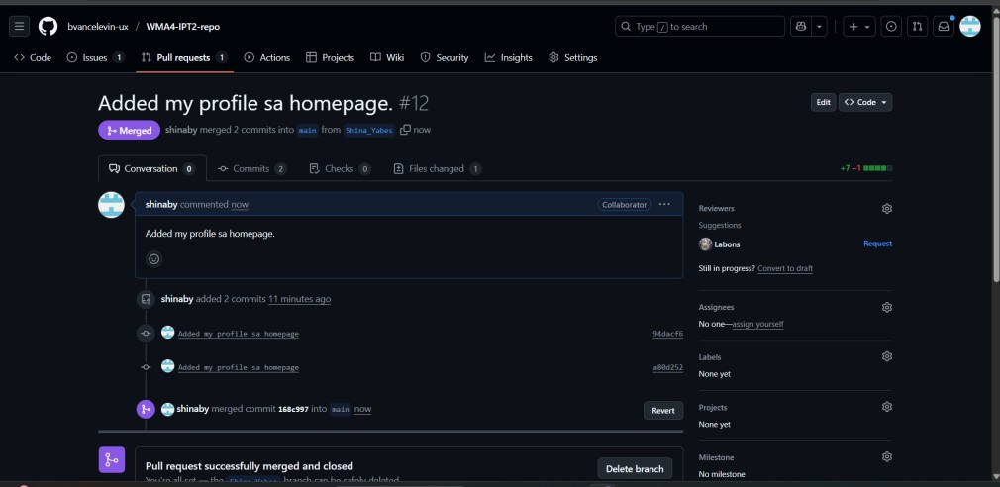 bvancelevin-ux / WMA4-IPT2-repo
Type / to search
Code
Issues 1
Pull requests 1
Actions
Projects
Wiki
Security
Insights
Settings
Added my profile sa homepage. #12
Edit
Code
Merged
shinaby merged 2 commits into main from Shina_Yabes now
Conversation 0
Commits 2
Checks 0
Files changed 1
+7 −1
shinaby commented now
Collaborator
Added my profile sa homepage.
shinaby added 2 commits 11 minutes ago
Added my profile sa homepage 94dacf6
Added my profile sa homepage a80d252
shinaby merged commit 168c997 into main now
Revert
Pull request successfully merged and closed
You're all set — the Shina_Yabes branch can be safely deleted.
Delete branch
Reviewers
Suggestions
Labons
Request
Still in progress? Convert to draft
Assignees
No one—assign yourself
Labels
None yet
Projects
None yet
Milestone
No milestone